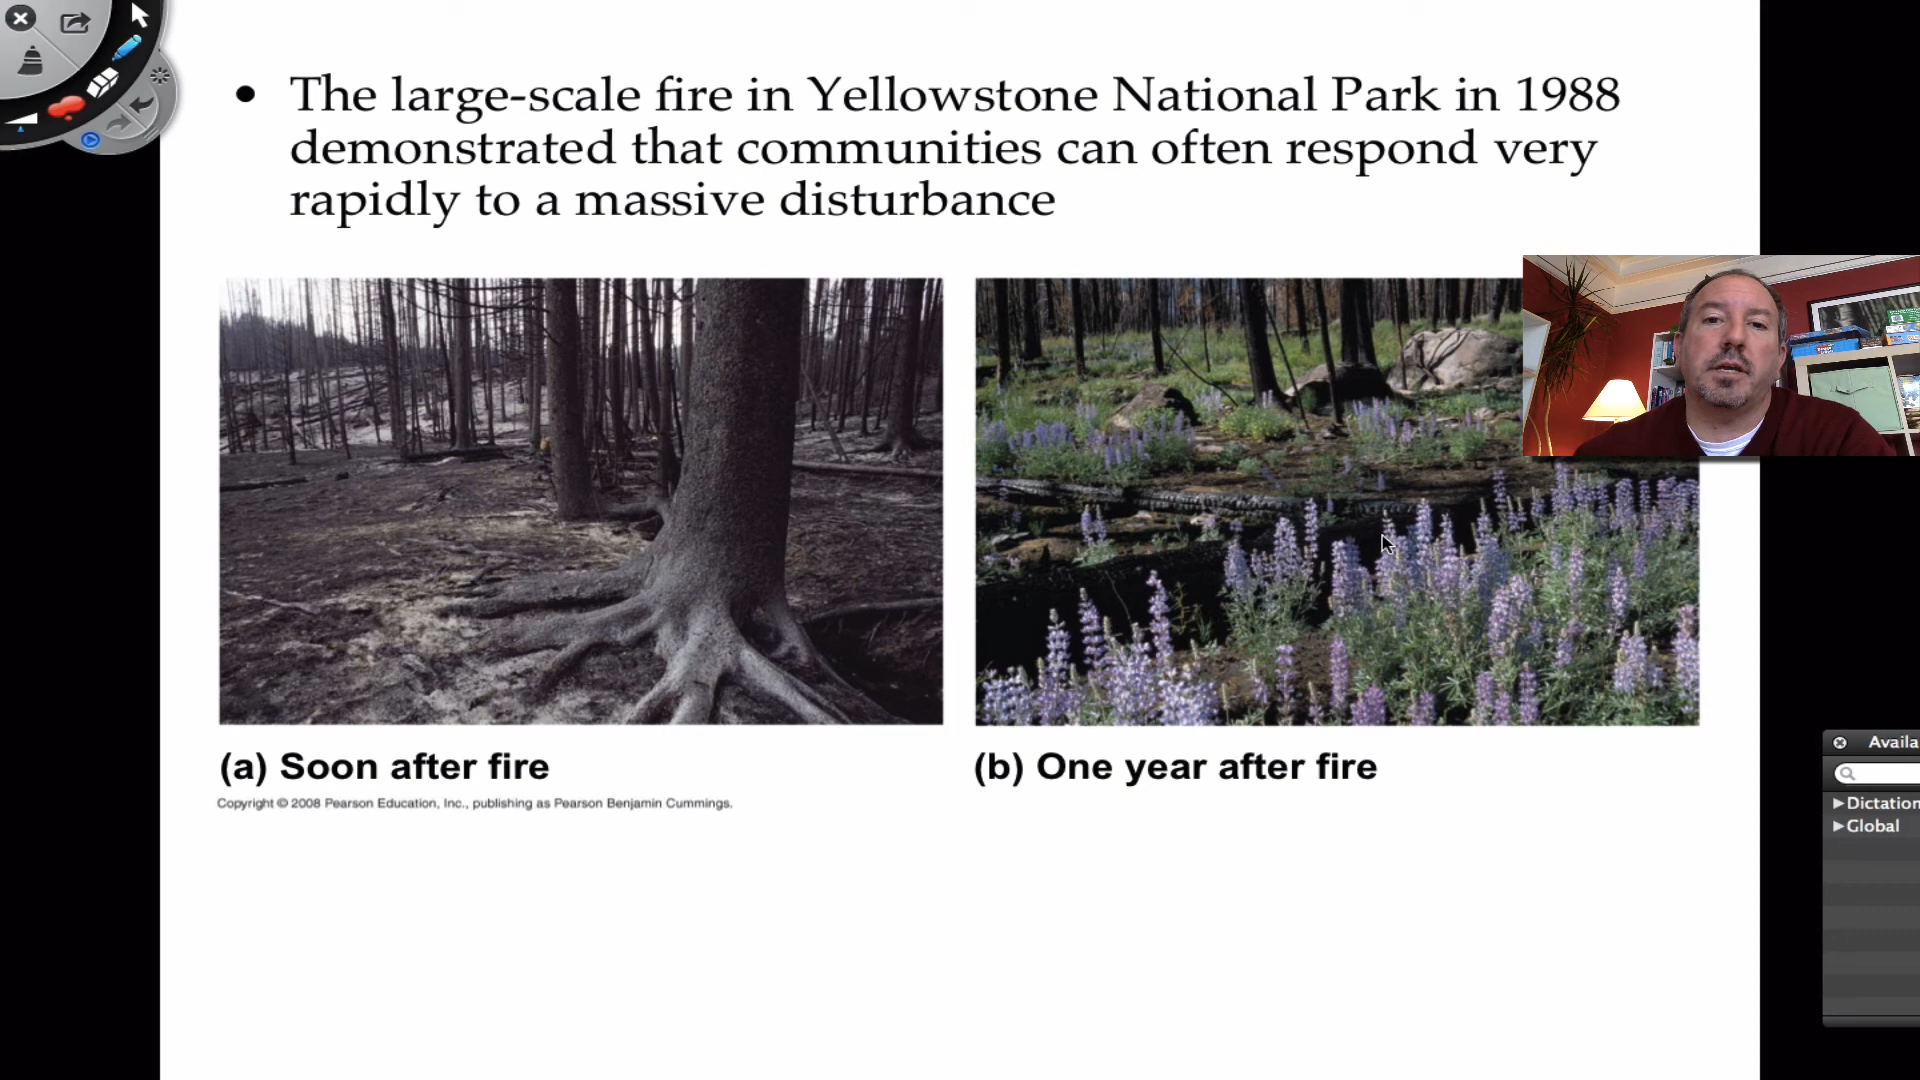 • The large-scale fire in Yellowstone National Park in 1988
demonstrated that communities can often respond very
rapidly to a massive disturbance
(a) Soon after fire
(b) One year after fire
Copyright © 2008 Pearson Education, Inc., publishing as Pearson Benjamin Cummings.
Availa
Dictation
Global